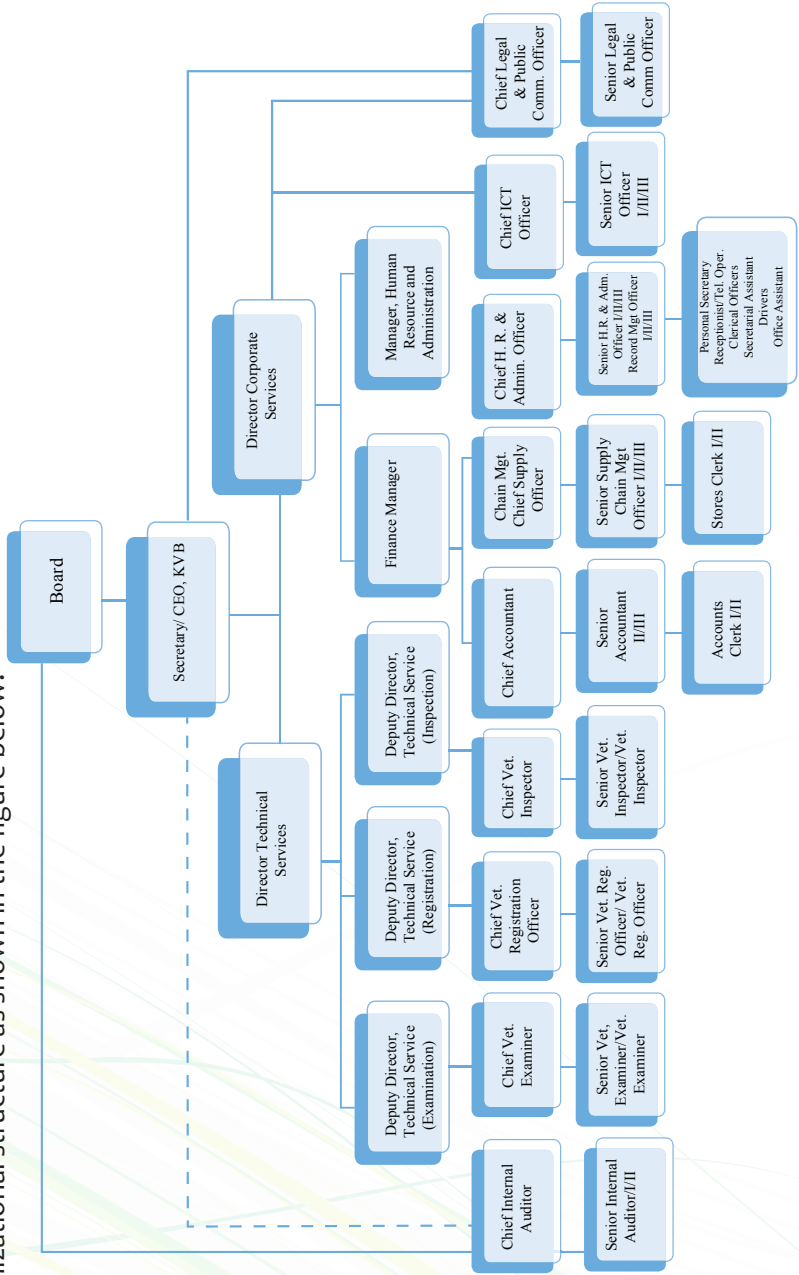 lizational structure as shown in the figure below.
Board
Secretary/ CEO, KVB
Director Technical
Services
Director Corporate
Services
Deputy Director,
Technical Service
(Examination)
Deputy Director,
Technical Service
(Registration)
Deputy Director,
Technical Service
(Inspection)
Finance Manager
Manager, Human
Resource and
Administration
Chief Internal
Auditor
Chief Vet.
Examiner
Chief Vet.
Registration
Officer
Chief Vet.
Inspector
Chief Accountant
Chain Mgt.
Chief Supply
Officer
Chief H. R. &
Admin. Officer
Chief ICT
Officer
Chief Legal
& Public
Comm. Officer
Senior Internal
Auditor/I/II
Senior Vet,
Examiner/Vet.
Examiner
Senior Vet. Reg.
Officer/ Vet.
Reg. Officer
Senior Vet.
Inspector/Vet.
Inspector
Senior
Accountant
II/III
Senior Supply
Chain Mgt
Officer I/II/III
Senior H.R. & Adm.
Officer I/II/III
Record Mgt Officer
I/II/III
Senior ICT
Officer
I/II/III
Senior Legal
& Public
Comm Officer
Accounts
Clerk I/II
Stores Clerk I/II
Personal Secretary
Receptionist/Tel. Oper.
Clerical Officers
Secretarial Assistant
Drivers
Office Assistant